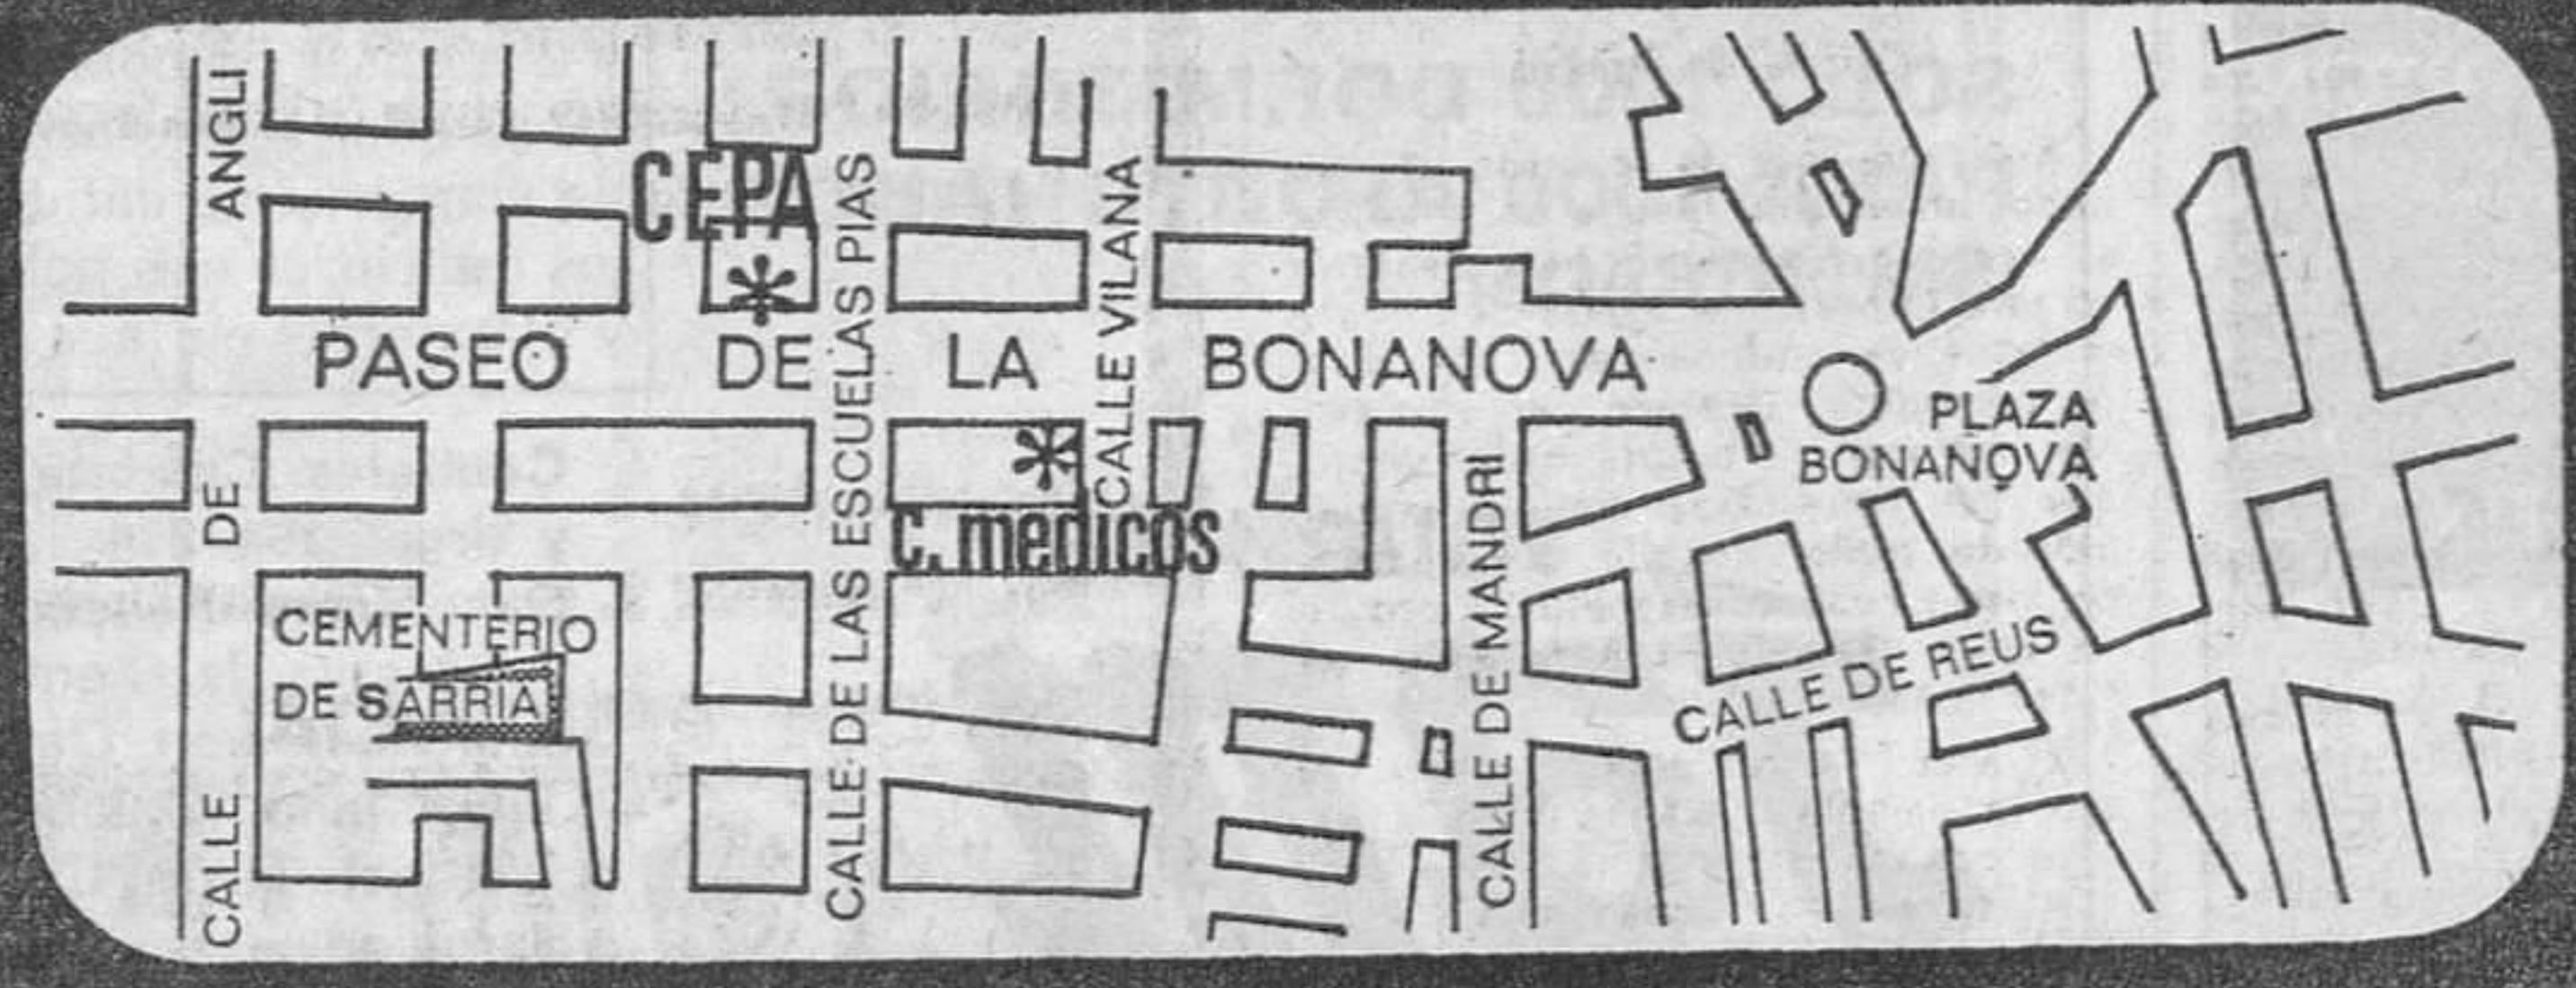 CALLE DE ANGLI
CEPA
PASEO DE LA BONANOVA
CALLE DE LAS ESCUELAS PIAS
CALLE VILANA
C. medicos
CEMENTERIO
DE SARRIA
CALLE DE MANDRI
PLAZA
BONANOVA
CALLE DE REUS